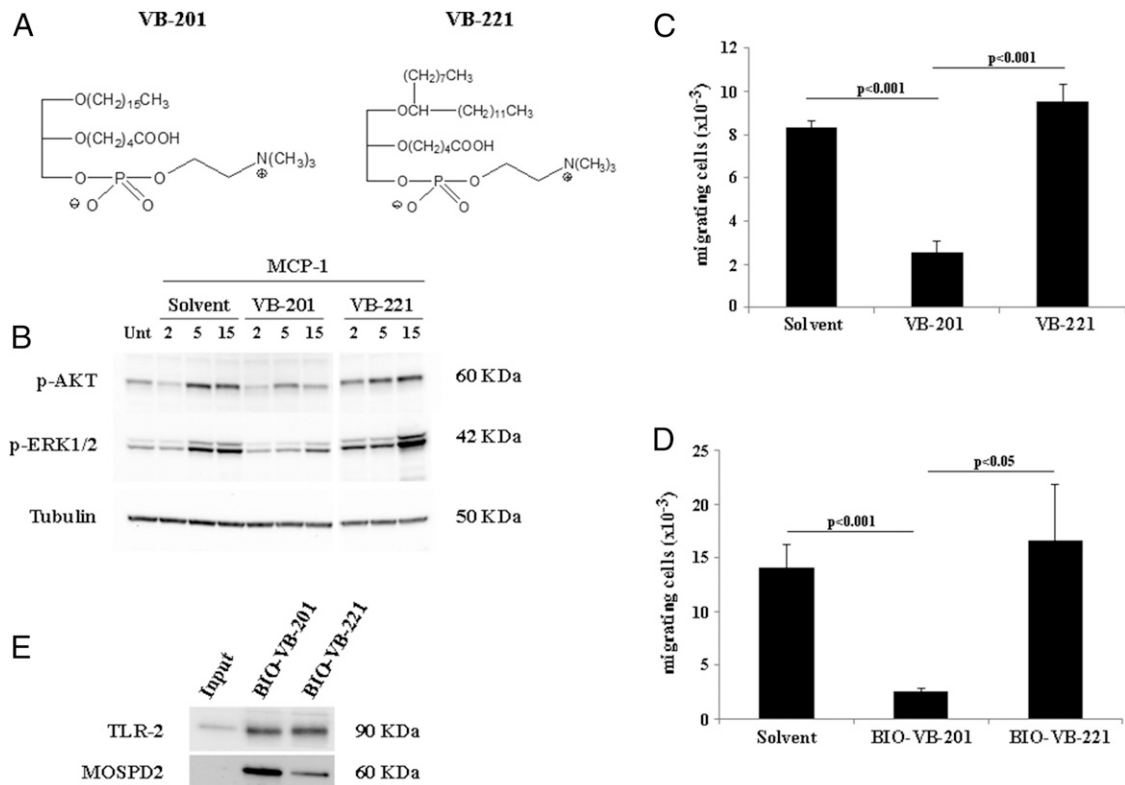 A
VB-201
VB-221
O(CH₂)₁₅CH₃
O(CH₂)₄COOH
N(CH₃)₃
⊕
O
P
O
O
O
⊖
(CH₂)₇CH₃
O
(CH₂)₁₁CH₃
O(CH₂)₄COOH
N(CH₃)₃
⊕
O
P
O
O
O
⊖
B
MCP-1
Solvent VB-201 VB-221
Unt 2 5 15 2 5 15 2 5 15
p-AKT 60 KDa
p-ERK1/2 42 KDa
Tubulin 50 KDa
E
Input BIO-VB-201 BIO-VB-221
TLR-2 90 KDa
MOSPD2 60 KDa
C
migrating cells (x10⁻³)
12
10
8
6
4
2
0
p<0.001
p<0.001
Solvent VB-201 VB-221
D
migrating cells (x10⁻³)
25
20
15
10
5
0
p<0.05
p<0.001
Solvent BIO-VB-201 BIO-VB-221